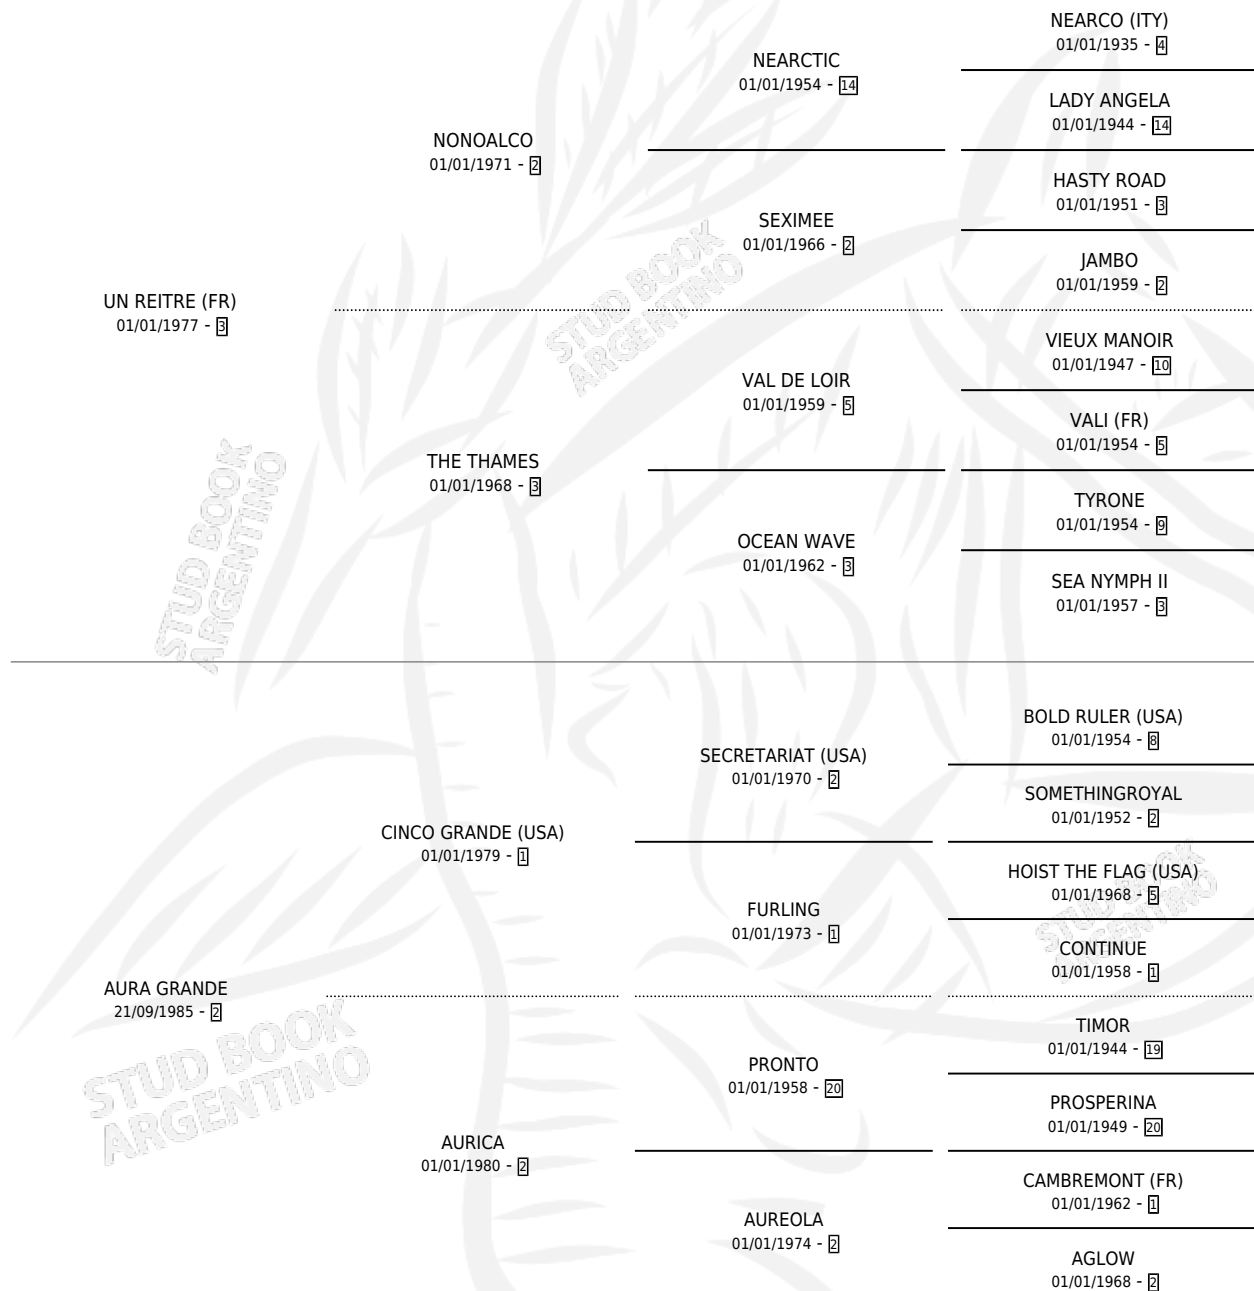 NEARCO (ITY)
01/01/1935 - 4
NEARCTIC
01/01/1954 - 14
LADY ANGELA
01/01/1944 - 14
NONOALCO
01/01/1971 - 2
HASTY ROAD
01/01/1951 - 3
SEXIMEE
01/01/1966 - 2
JAMBO
01/01/1959 - 2
UN REITRE (FR)
01/01/1977 - 3
VIEUX MANOIR
01/01/1947 - 10
VAL DE LOIR
01/01/1959 - 5
VALI (FR)
01/01/1954 - 5
THE THAMES
01/01/1968 - 3
TYRONE
01/01/1954 - 9
OCEAN WAVE
01/01/1962 - 3
SEA NYMPH II
01/01/1957 - 3
BOLD RULER (USA)
01/01/1954 - 8
SECRETARIAT (USA)
01/01/1970 - 2
SOMETHINGROYAL
01/01/1952 - 2
CINCO GRANDE (USA)
01/01/1979 - 1
HOIST THE FLAG (USA)
01/01/1968 - 5
FURLING
01/01/1973 - 1
CONTINUE
01/01/1958 - 1
AURA GRANDE
21/09/1985 - 2
TIMOR
01/01/1944 - 19
PRONTO
01/01/1958 - 20
PROSPERINA
01/01/1949 - 20
AURICA
01/01/1980 - 2
CAMBREMONT (FR)
01/01/1962 - 1
AUREOLA
01/01/1974 - 2
AGLOW
01/01/1968 - 2
STUD BOOK
ARGENTINO
STUD BOOK
ARGENTINO
STUD BOOK
ARGENTINO
STUD BOOK
ARGENTINO